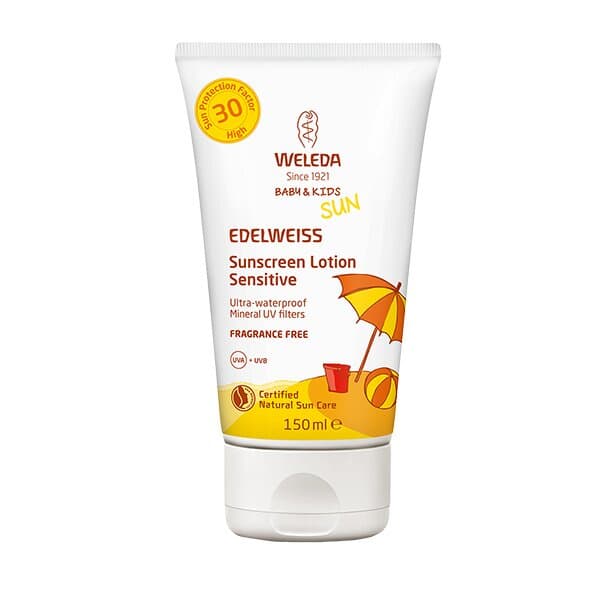 Sun Protection Factor
30
High
WELEDA
Since 1921
BABY & KIDS
SUN
EDELWEISS
Sunscreen Lotion
Sensitive
Ultra-waterproof
Mineral UV filters
FRAGRANCE FREE
UVA + UVB
Certified
Natural Sun Care
150 ml e